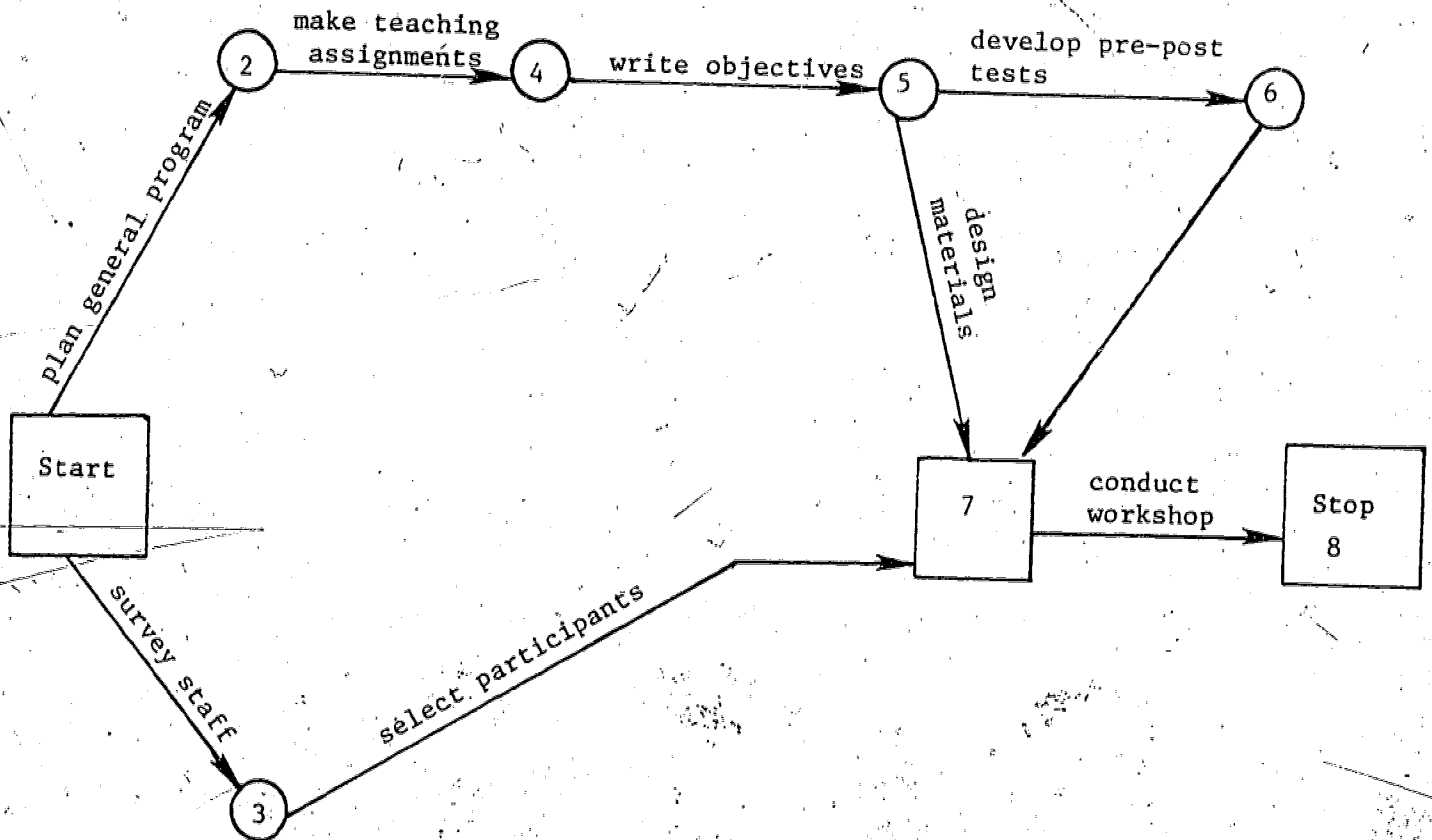 make teaching
assignments
develop pre-post
tests
2
4
write objectives
5
6
plan general program
design
materials
Start
7
conduct
workshop
Stop
8
survey staff
select participants
3